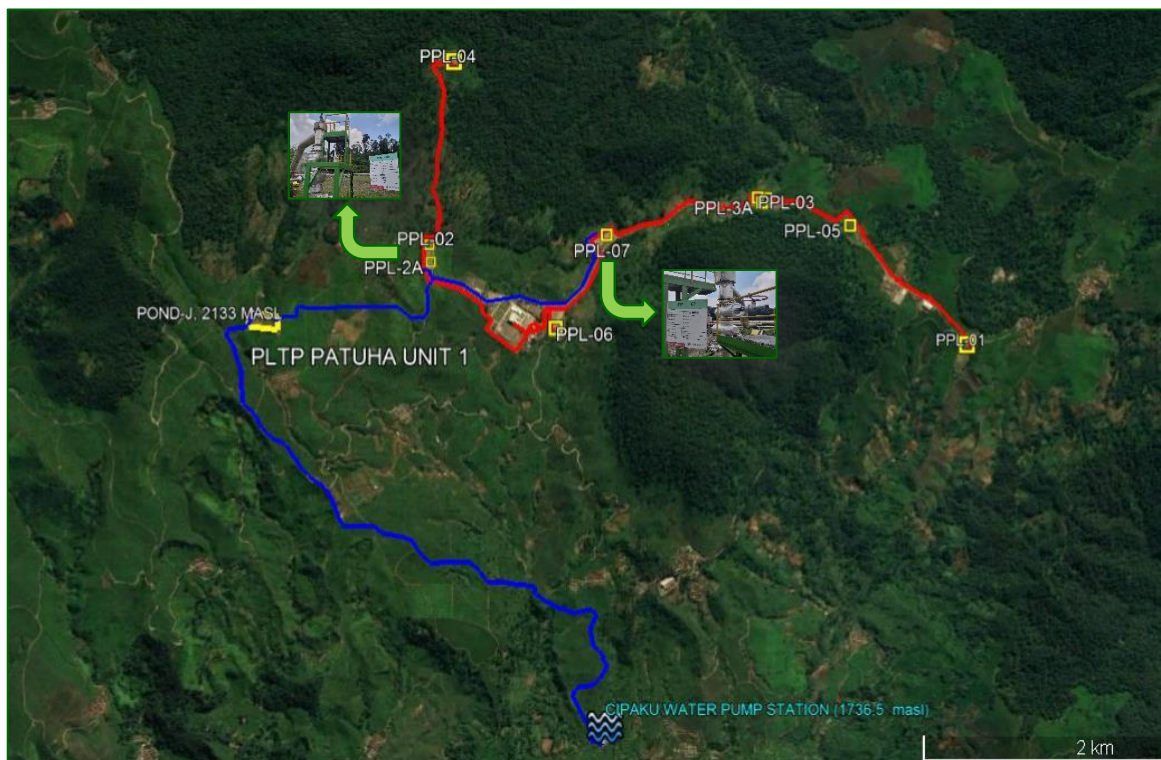 PPL-04
PPL-02
PPL-2A
PPL-3A
PPL-03
PPL-05
PPL-07
POND-J. 2133 MASL
PPL-06
PPL-01
PLTP PATUHA UNIT 1
CIPAKU WATER PUMP STATION (1736,5 masl)
2 km